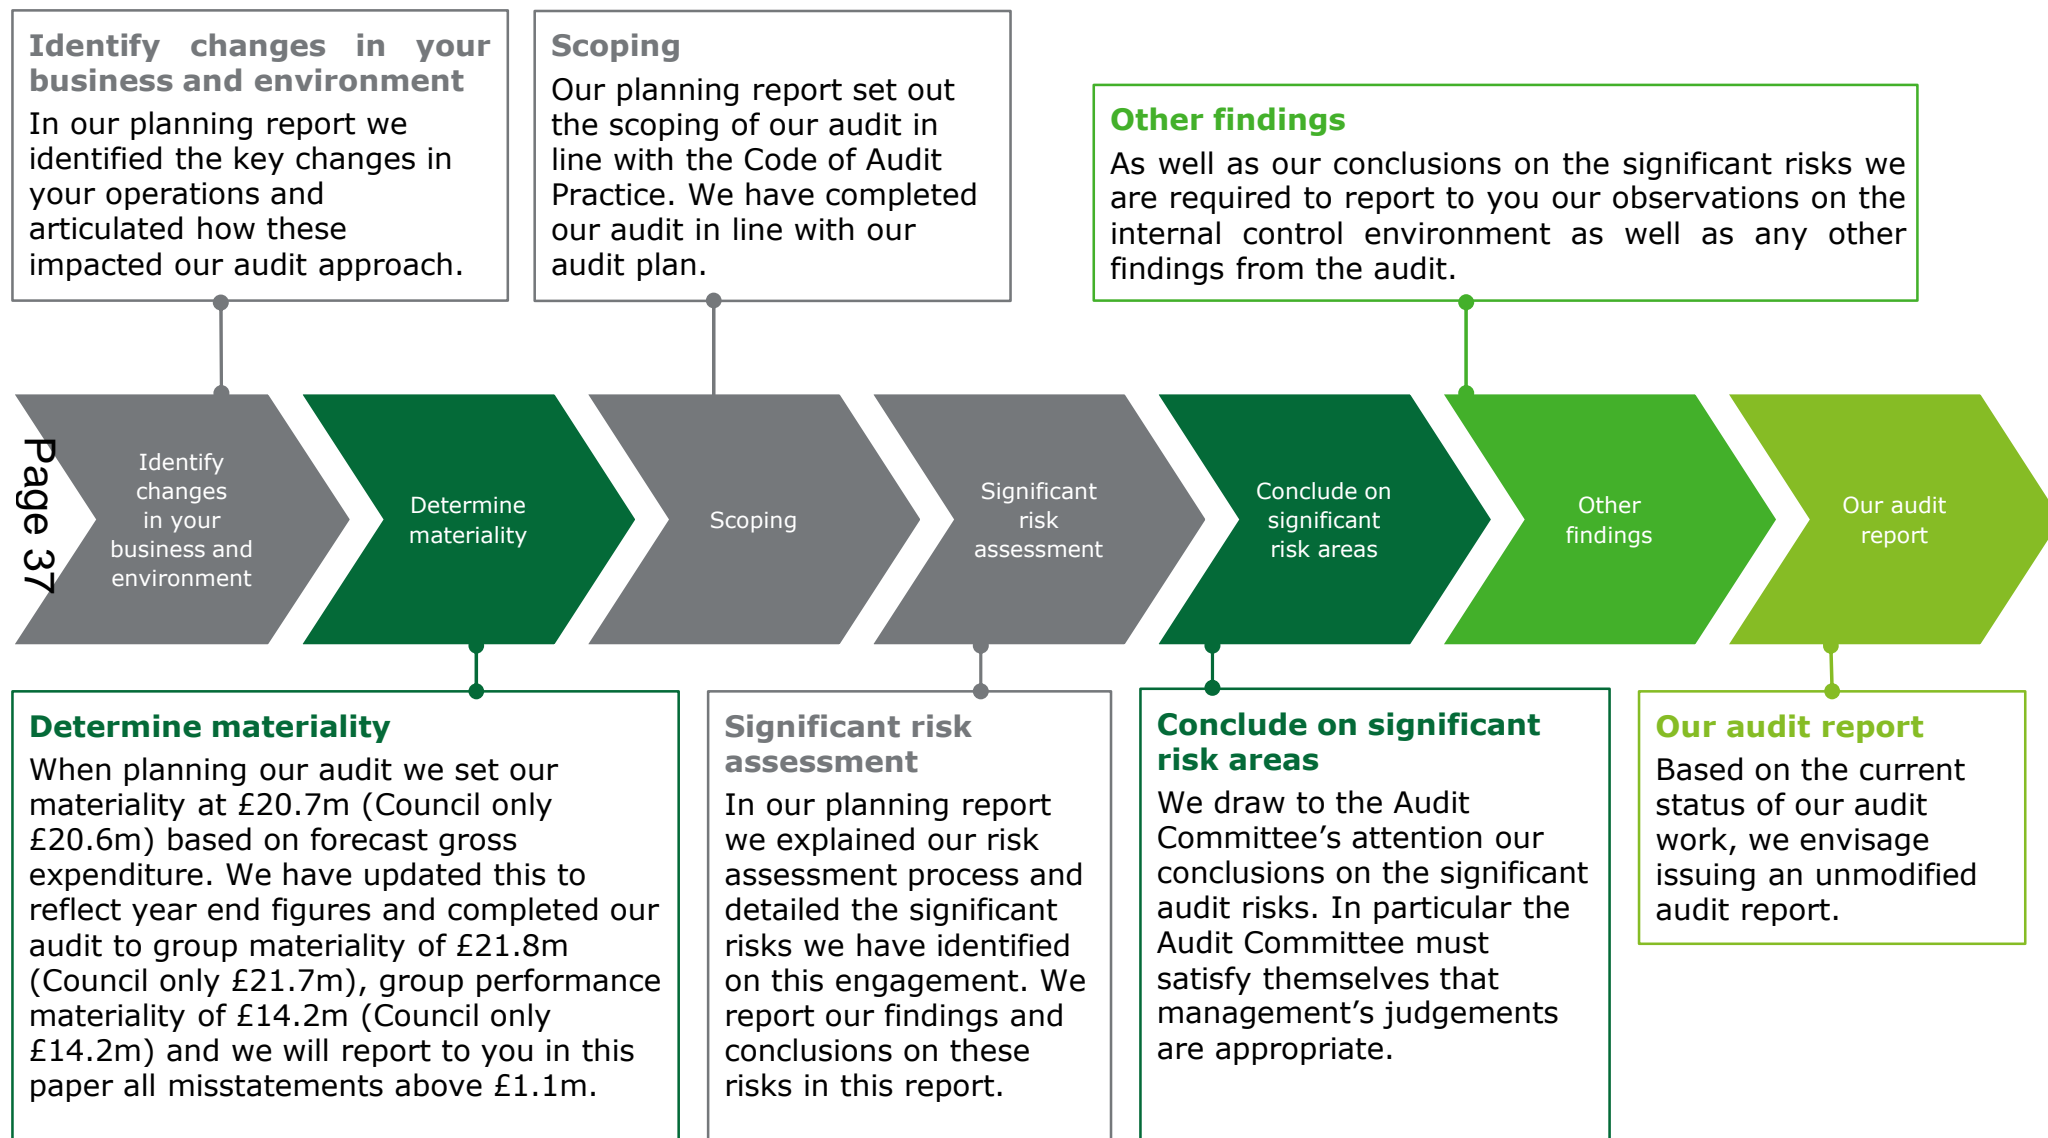 Identify changes in your
business and environment
In our planning report we
identified the key changes in
your operations and
articulated how these
impacted our audit approach.
Scoping
Our planning report set out
the scoping of our audit in
line with the Code of Audit
Practice. We have completed
our audit in line with our
audit plan.
Other findings
As well as our conclusions on the significant risks we
are required to report to you our observations on the
internal control environment as well as any other
findings from the audit.
Page 37
Identify
changes
in your
business and
environment
Determine
materiality
Scoping
Significant
risk
assessment
Conclude on
significant
risk areas
Other
findings
Our audit
report
Determine materiality
When planning our audit we set our
materiality at £20.7m (Council only
£20.6m) based on forecast gross
expenditure. We have updated this to
reflect year end figures and completed our
audit to group materiality of £21.8m
(Council only £21.7m), group performance
materiality of £14.2m (Council only
£14.2m) and we will report to you in this
paper all misstatements above £1.1m.
Significant risk
assessment
In our planning report
we explained our risk
assessment process and
detailed the significant
risks we have identified
on this engagement. We
report our findings and
conclusions on these
risks in this report.
Conclude on significant
risk areas
We draw to the Audit
Committee’s attention our
conclusions on the significant
audit risks. In particular the
Audit Committee must
satisfy themselves that
management’s judgements
are appropriate.
Our audit report
Based on the current
status of our audit
work, we envisage
issuing an unmodified
audit report.